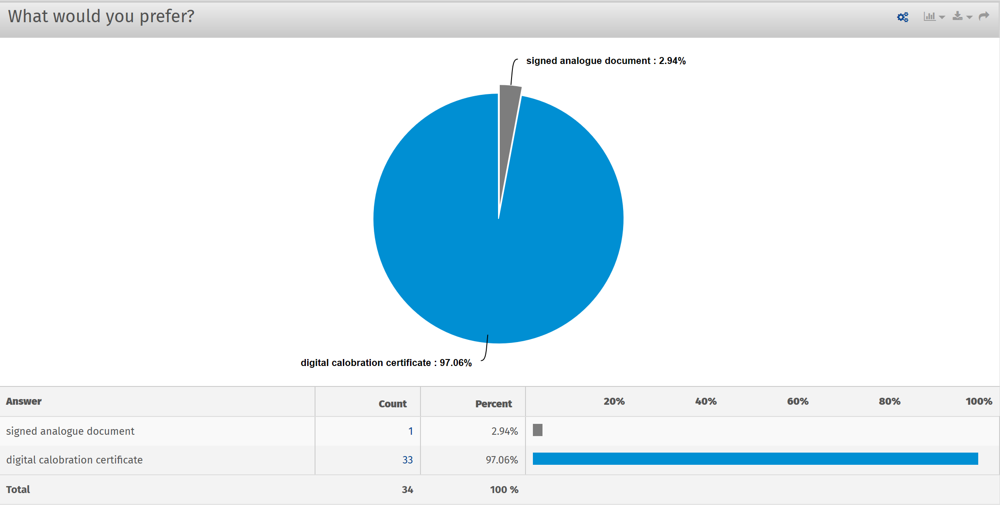 What would you prefer?
signed analogue document : 2.94%
digital calobration certificate : 97.06%
Answer Count Percent 20% 40% 60% 80% 100%
signed analogue document 1 2.94%
digital calobration certificate 33 97.06%
Total 34 100 %